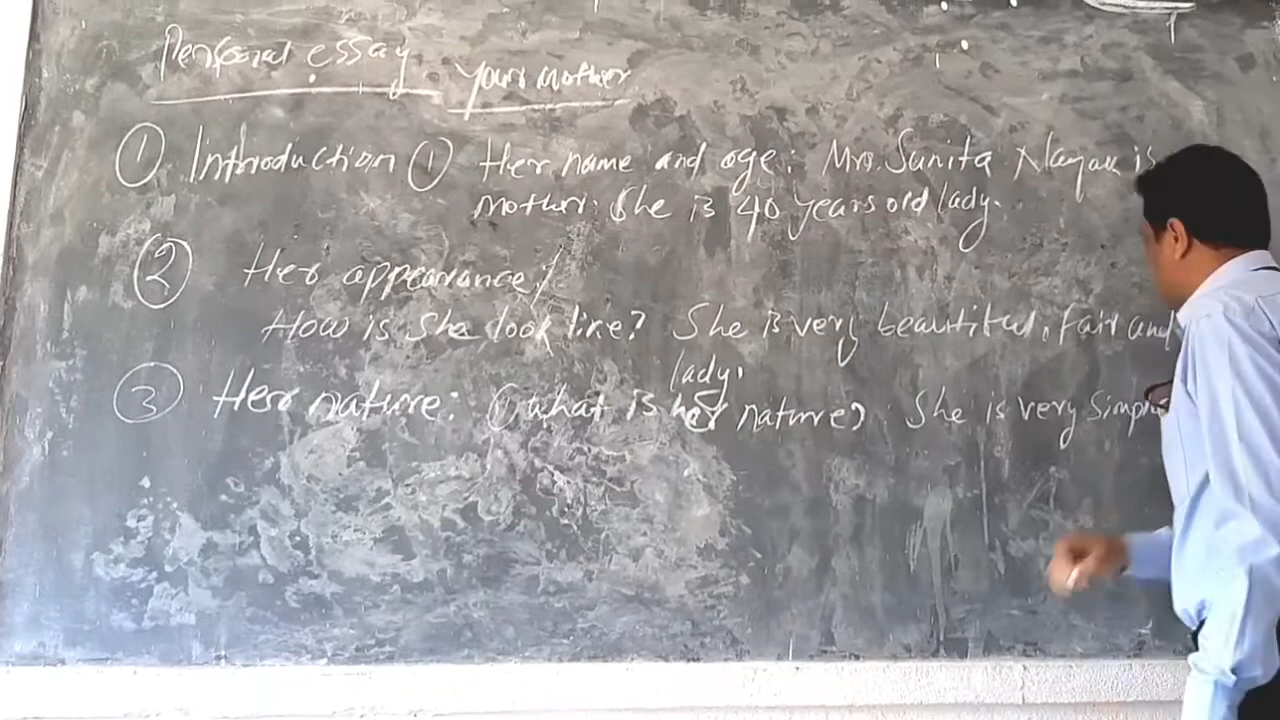 Personal essay Your mother
① Introduction ① Her name and age: Mrs. Sunita Nayak is
mother. She is 40 years old lady.
② Her appearance;
How is she look like? She is very beautiful, fair and
lady.
③ Her nature: ① what is her nature? She is very simple